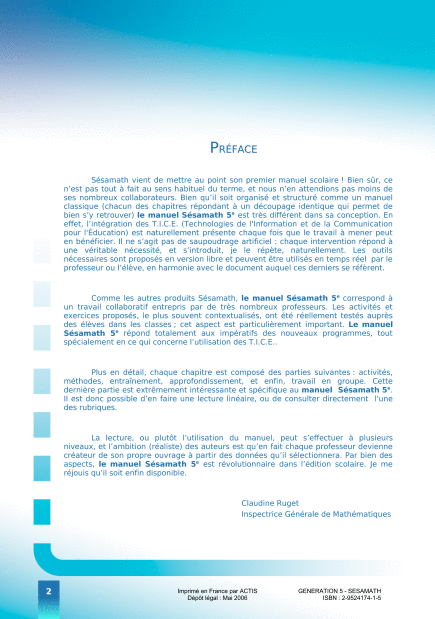 PRÉFACE
Sésamath vient de mettre au point son premier manuel scolaire ! Bien sûr, ce
n'est pas tout à fait au sens habituel du terme, et nous n'en attendions pas moins de
ses nombreux collaborateurs. Bien qu'il soit organisé et structuré comme un manuel
classique (chacun des chapitres répondant à un découpage identique qui permet de
bien s'y retrouver) le manuel Sésamath 5e est très différent dans sa conception. En
effet, l'intégration des T.I.C.E. (Technologies de l'Information et de la Communication
pour l'Éducation) est naturellement présente chaque fois que le travail à mener peut
en bénéficier. Il ne s'agit pas de saupoudrage artificiel : chaque intervention répond à
une véritable nécessité, et s'introduit, je le répète, naturellement. Les outils
nécessaires sont proposés en version libre et peuvent être utilisés en temps réel par le
professeur ou l'élève, en harmonie avec le document auquel ces derniers se réfèrent.
Comme les autres produits Sésamath, le manuel Sésamath 5e correspond à
un travail collaboratif entrepris par de très nombreux professeurs. Les activités et
exercices proposés, le plus souvent contextualisés, ont été réellement testés auprès
des élèves dans les classes ; cet aspect est particulièrement important. Le manuel
Sésamath 5e répond totalement aux impératifs des nouveaux programmes, tout
spécialement en ce qui concerne l'utilisation des T.I.C.E..
Plus en détail, chaque chapitre est composé des parties suivantes : activités,
méthodes, entraînement, approfondissement, et enfin, travail en groupe. Cette
dernière partie est extrêmement intéressante et spécifique au manuel Sésamath 5e.
Il est donc possible d'en faire une lecture linéaire, ou de consulter directement l'une
des rubriques.
La lecture, ou plutôt l'utilisation du manuel, peut s'effectuer à plusieurs
niveaux, et l'ambition (réaliste) des auteurs est qu'en fait chaque professeur devienne
créateur de son propre ouvrage à partir des données qu'il sélectionnera. Par bien des
aspects, le manuel Sésamath 5e est révolutionnaire dans l'édition scolaire. Je me
réjouis qu'il soit enfin disponible.
Claudine Ruget
Inspectrice Générale de Mathématiques
2
Imprimé en France par ACTIS
Dépôt légal : Mai 2006
GENERATION 5 - SESAMATH
ISBN : 2-9524174-1-5